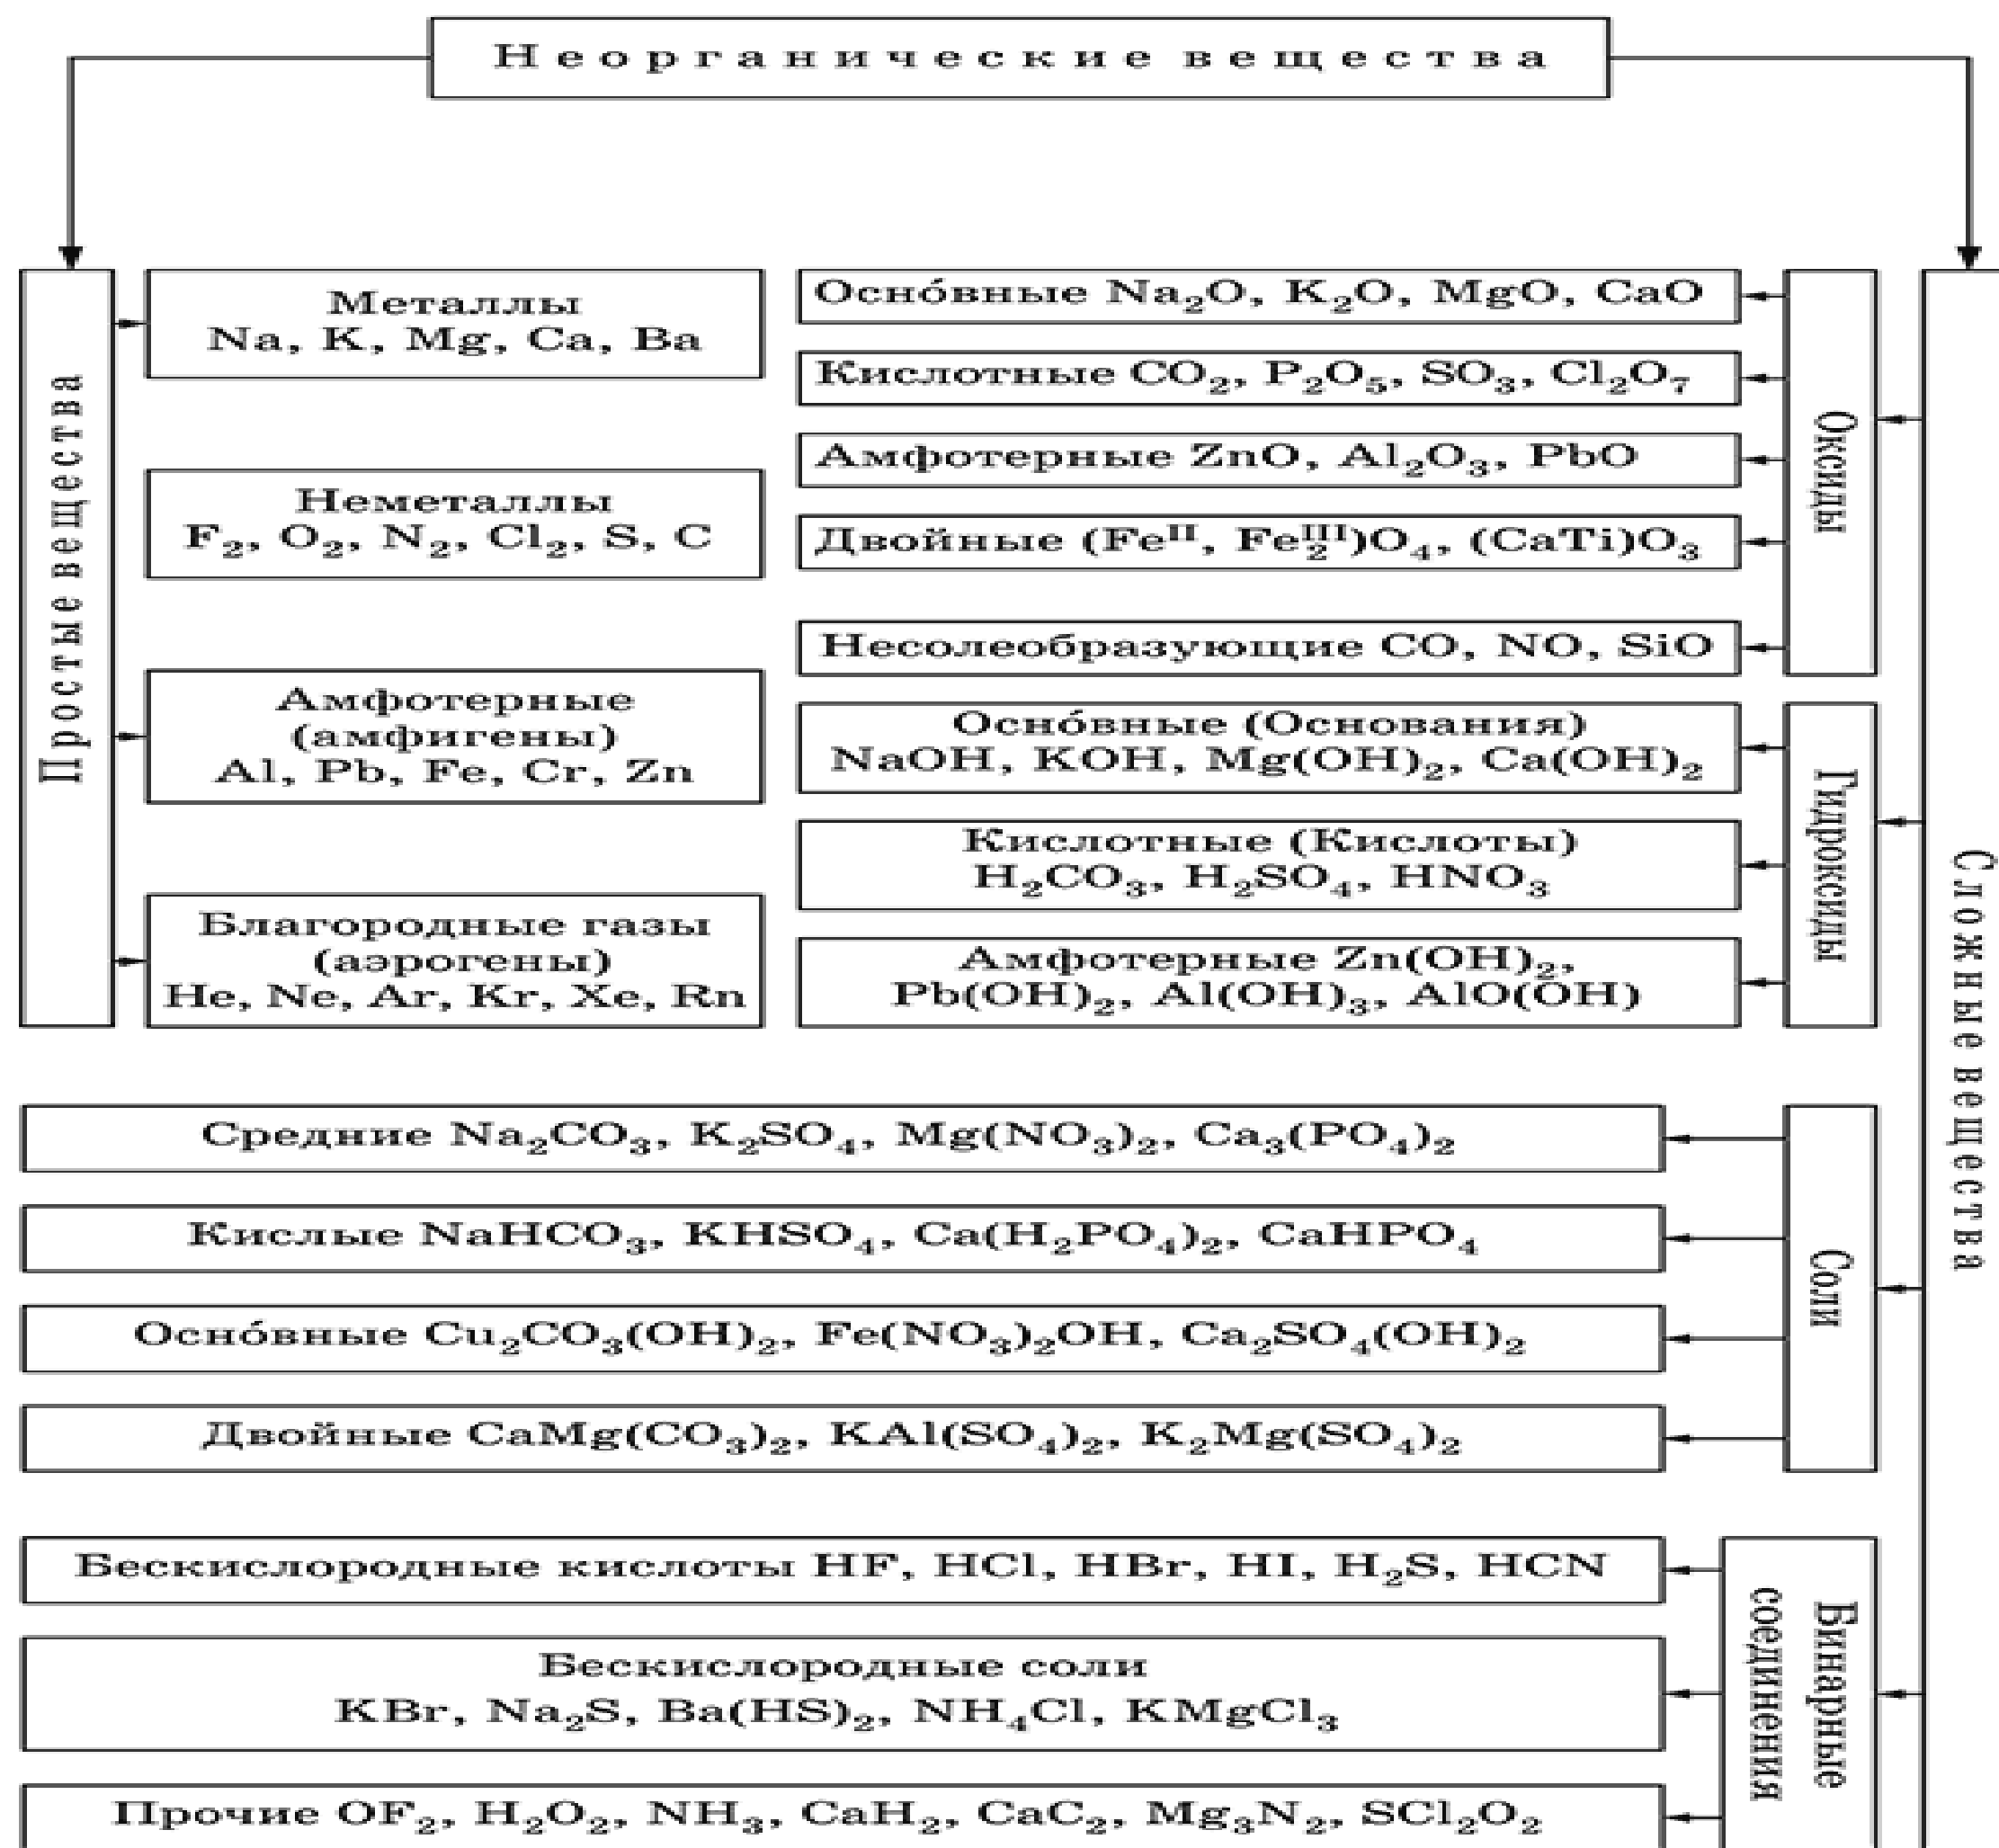 Неорганические вещества
Простые вещества
Металлы
Na, K, Mg, Ca, Ba
Неметаллы
F₂, O₂, N₂, Cl₂, S, C
Амфотерные
(амфигены)
Al, Pb, Fe, Cr, Zn
Благородные газы
(аэрогены)
He, Ne, Ar, Kr, Xe, Rn
Сложные вещества
Оксиды
Осно́вные Na₂O, K₂O, MgO, CaO
Кислотные CO₂, P₂O₅, SO₃, Cl₂O₇
Амфотерные ZnO, Al₂O₃, PbO
Двойные (Feᴵᴵ, Fe₂ᴵᴵᴵ)O₄, (CaTi)O₃
Несолеобразующие CO, NO, SiO
Гидроксиды
Осно́вные (Основания)
NaOH, KOH, Mg(OH)₂, Ca(OH)₂
Кислотные (Кислоты)
H₂CO₃, H₂SO₄, HNO₃
Амфотерные Zn(OH)₂,
Pb(OH)₂, Al(OH)₃, AlO(OH)
Соли
Средние Na₂CO₃, K₂SO₄, Mg(NO₃)₂, Ca₃(PO₄)₂
Кислые NaHCO₃, KHSO₄, Ca(H₂PO₄)₂, CaHPO₄
Осно́вные Cu₂CO₃(OH)₂, Fe(NO₃)₂OH, Ca₂SO₄(OH)₂
Двойные CaMg(CO₃)₂, KAl(SO₄)₂, K₂Mg(SO₄)₂
Бинарные
соединения
Бескислородные кислоты HF, HCl, HBr, HI, H₂S, HCN
Бескислородные соли
KBr, Na₂S, Ba(HS)₂, NH₄Cl, KMgCl₃
Прочие OF₂, H₂O₂, NH₃, CaH₂, CaC₂, Mg₃N₂, SCl₂O₂